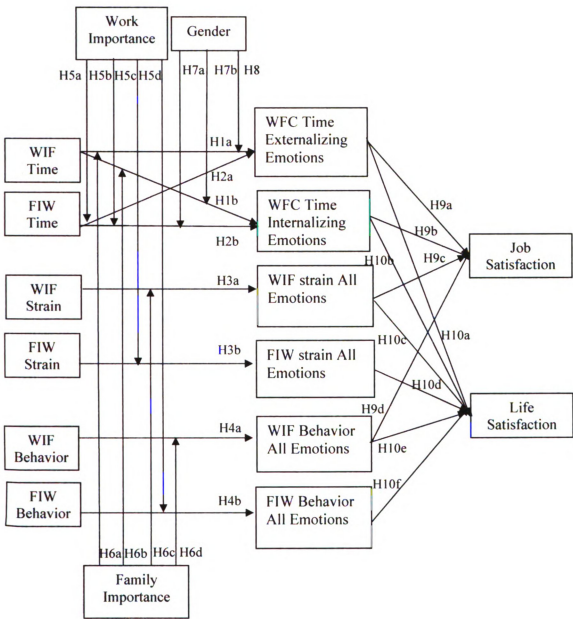 Work
Importance
Gender
H5a
H5b
H5c
H5d
H7a
H7b
H8
WIF
Time
H1a
WFC Time
Externalizing
Emotions
H2a
H1b
FIW
Time
H2b
WFC Time
Internalizing
Emotions
H9a
H9b
H9c
H10b
Job
Satisfaction
WIF
Strain
H3a
WIF strain All
Emotions
H10c
H10a
FIW
Strain
H3b
FIW strain All
Emotions
H10d
H9d
Life
Satisfaction
WIF
Behavior
H4a
WIF Behavior
All Emotions
H10e
FIW
Behavior
H4b
FIW Behavior
All Emotions
H10f
H6a
H6b
H6c
H6d
Family
Importance